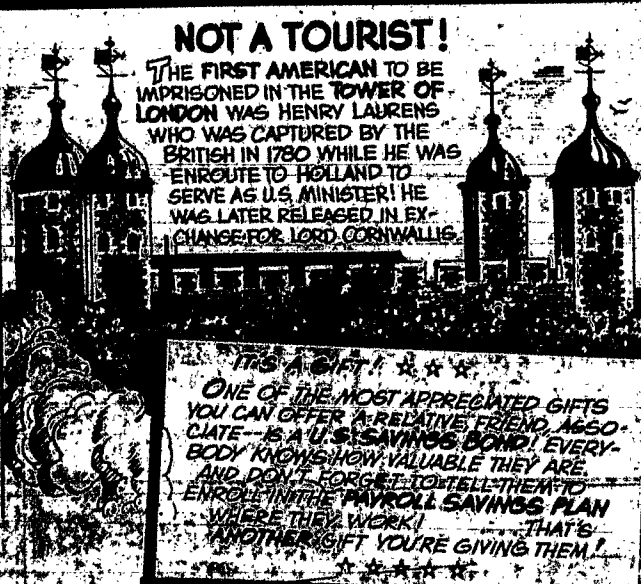 NOT A TOURIST!
THE FIRST AMERICAN TO BE
IMPRISONED IN THE TOWER OF
LONDON WAS HENRY LAURENS
WHO WAS CAPTURED BY THE
BRITISH IN 1780 WHILE HE WAS
ENROUTE TO HOLLAND TO
SERVE AS U.S. MINISTER! HE
WAS LATER RELEASED IN EX-
CHANGE FOR LORD CORNWALLIS.
IT'S A GIFT!
ONE OF THE MOST APPRECIATED GIFTS
YOU CAN OFFER A RELATIVE, FRIEND, ASSO-
CIATE - IS A U.S. SAVINGS BOND! EVERY-
BODY KNOWS HOW VALUABLE THEY ARE.
AND DON'T FORGET TO TELL THEM TO
ENROLL IN THE PAYROLL SAVINGS PLAN
WHERE THEY WORK! THAT'S
ANOTHER GIFT YOU'RE GIVING THEM!